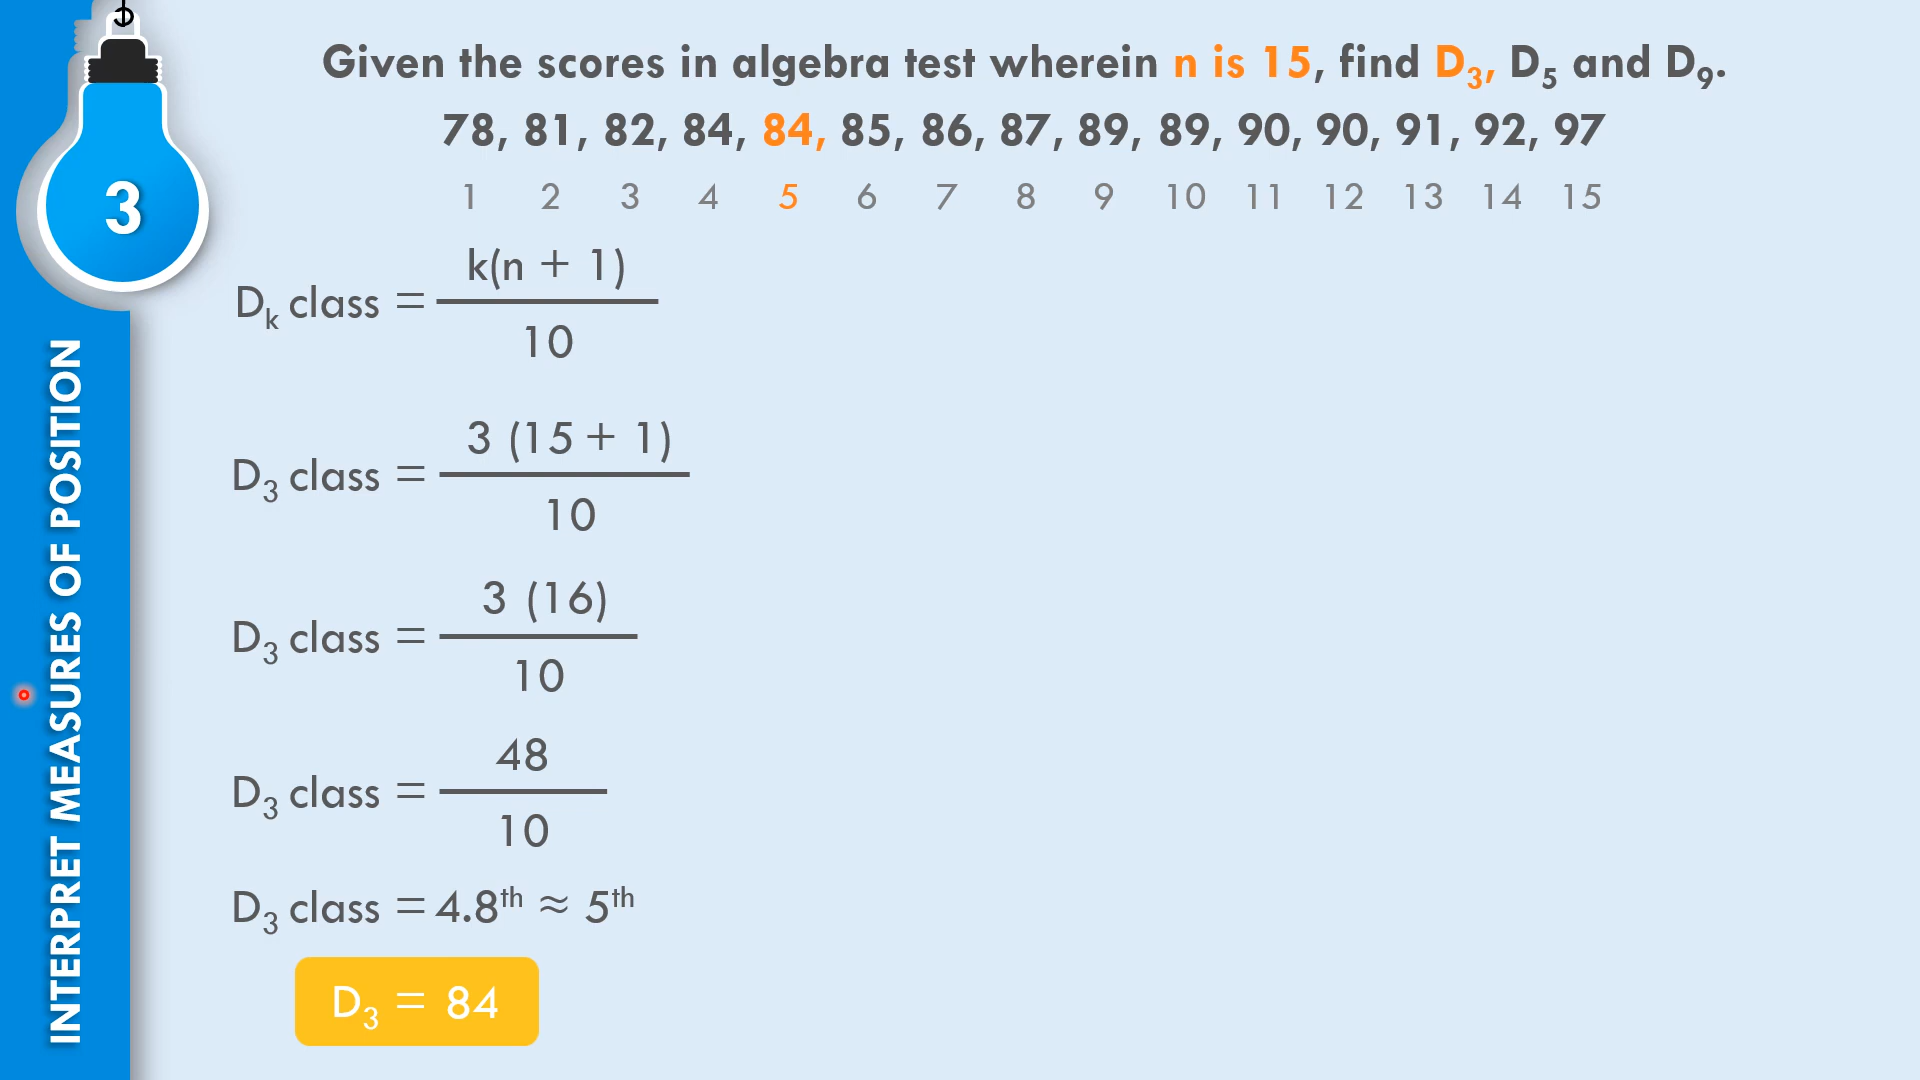 Given the scores in algebra test wherein n is 15, find D₃, D₅ and D₉.
78, 81, 82, 84, 84, 85, 86, 87, 89, 89, 90, 90, 91, 92, 97
1 2 3 4 5 6 7 8 9 10 11 12 13 14 15
3
INTERPRET MEASURES OF POSITION
Dₖ class = k(n + 1)
10
D₃ class = 3 (15 + 1)
10
D₃ class = 3 (16)
10
D₃ class = 48
10
D₃ class = 4.8ᵗʰ ≈ 5ᵗʰ
D₃ = 84